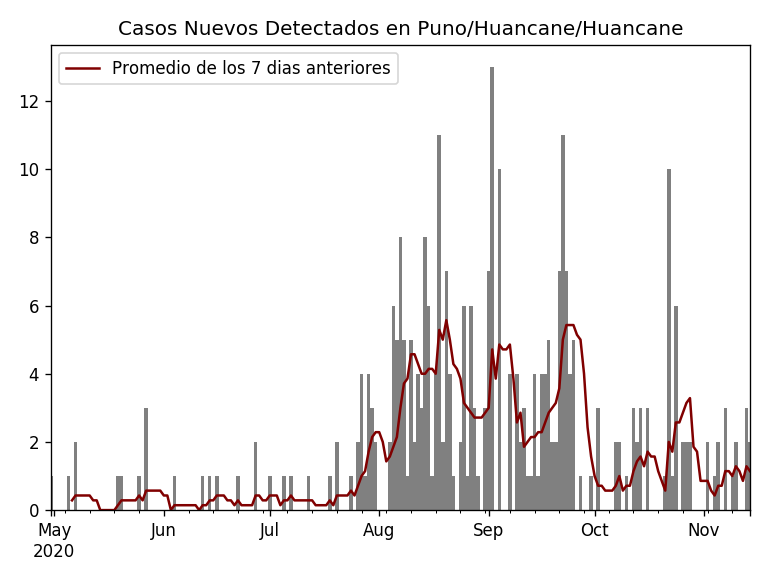 Casos Nuevos Detectados en Puno/Huancane/Huancane
Promedio de los 7 dias anteriores
12
10
8
6
4
2
0
May Jun Jul Aug Sep Oct Nov
2020